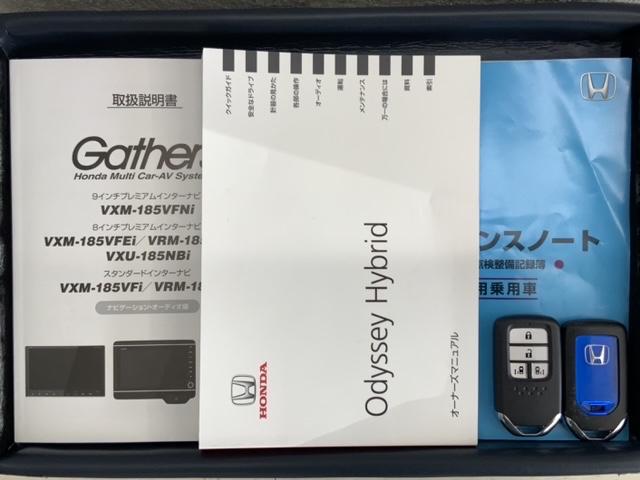 取扱説明書
Gathers
Honda Multi Car-AV Syste
9インチプレミアムインターナビ
VXM-185VFNi
8インチプレミアムインターナビ
VXM-185VFEi／VRM-185
VXU-185NBi
スタンダードインターナビ
VXM-185VFi／VRM-18
ナビゲーション・オーディオ編
クイックガイド
安全なドライブ
計器の見かた
各部の操作
オーディオ
運転
メンテナンス
万一の場合には
資料
索引
Odyssey Hybrid
オーナーズマニュアル
HONDA
ンスノート
点検整備記録簿
用乗用車